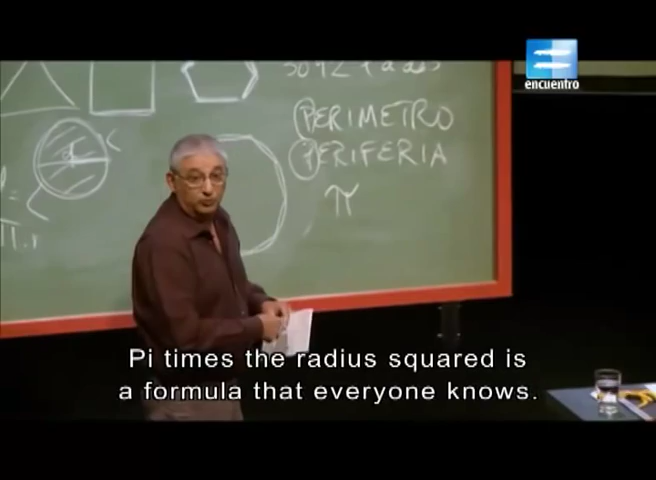 encuentro
PERIMETRO
PERIFERIA
π
Pi times the radius squared is
a formula that everyone knows.